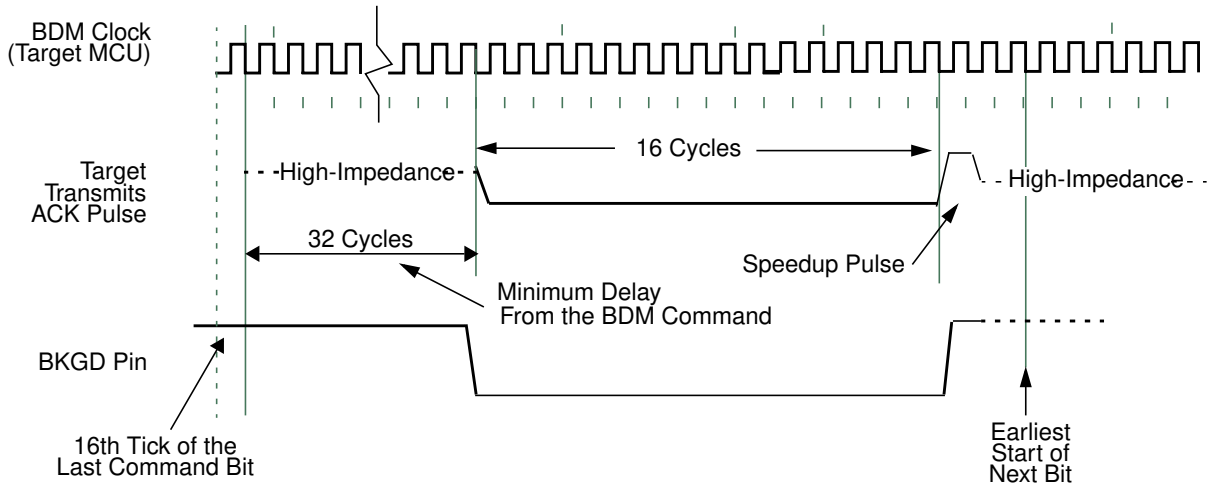 BDM Clock
(Target MCU)
16 Cycles
Target
Transmits
ACK Pulse
High-Impedance
High-Impedance
32 Cycles
Speedup Pulse
Minimum Delay
From the BDM Command
BKGD Pin
16th Tick of the
Last Command Bit
Earliest
Start of
Next Bit